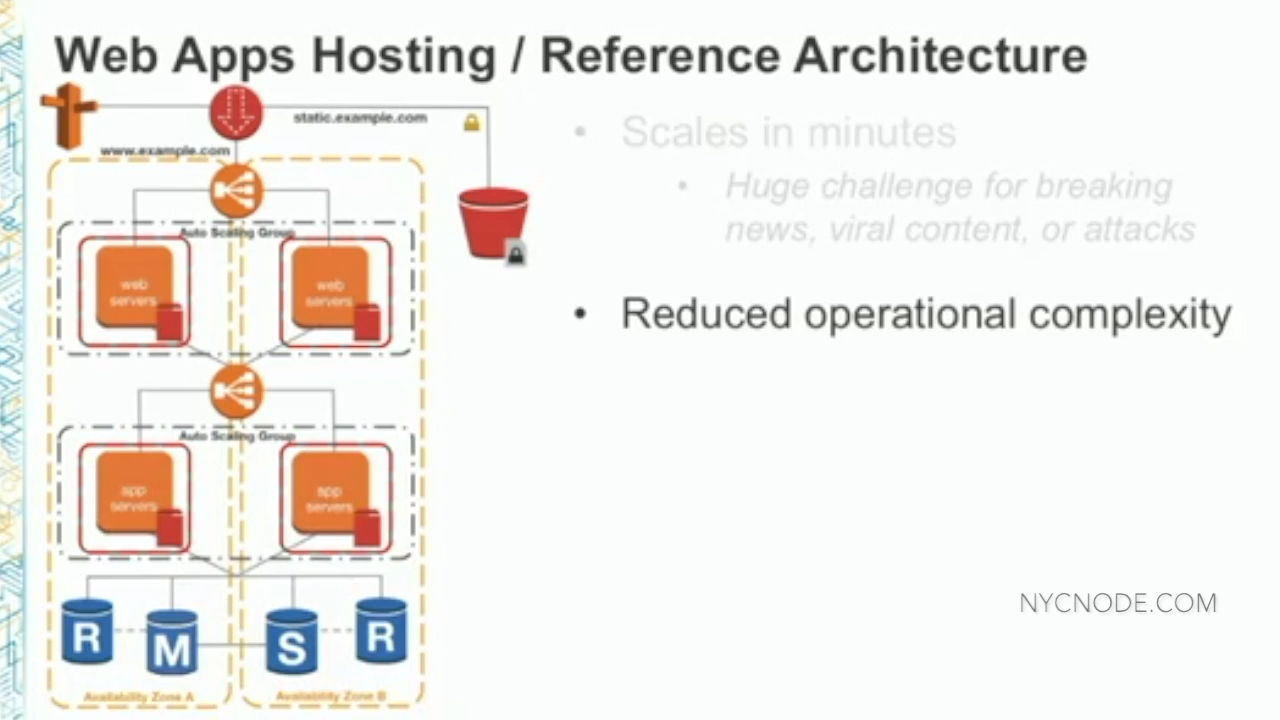 Web Apps Hosting / Reference Architecture
static.example.com
www.example.com
Auto Scaling Group
web
servers
web
servers
Auto Scaling Group
app
servers
app
servers
R
M
S
R
Availability Zone A
Availability Zone B
• Scales in minutes
• Huge challenge for breaking
news, viral content, or attacks
• Reduced operational complexity
NYCNODE.COM